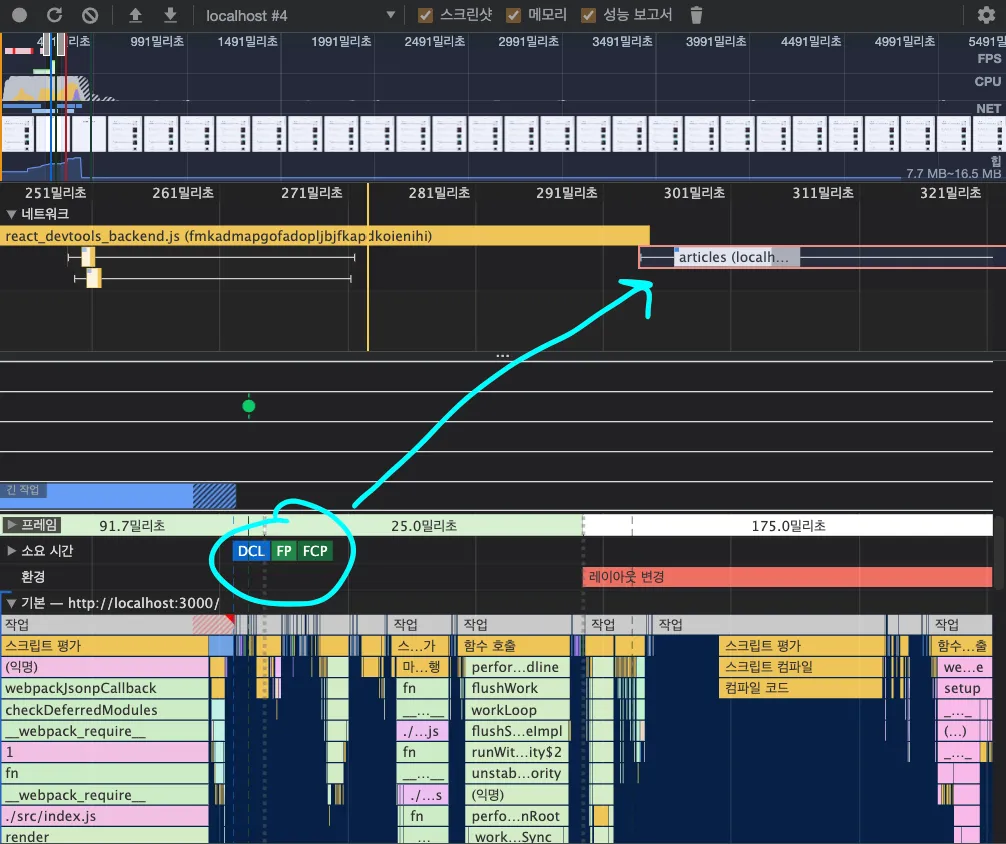 localhost #4 스크린샷 메모리 성능 보고서
991밀리초 1491밀리초 1991밀리초 2491밀리초 2991밀리초 3491밀리초 3991밀리초 4491밀리초 4991밀리초 5491밀
FPS
CPU
NET
힙
7.7 MB~16.5 MB
251밀리초 261밀리초 271밀리초 281밀리초 291밀리초 301밀리초 311밀리초 321밀리초
네트워크
react_devtools_backend.js (fmkadmapgofadopljbjfkapdkoienihi)
articles (localh...
...
긴 작업
프레임 91.7밀리초 25.0밀리초 175.0밀리초
소요 시간 DCL FP FCP
환경 레이아웃 변경
기본 — http://localhost:3000/
작업 작업 작업 작업 작업 작업
스크립트 평가 스...가 함수 호출 스크립트 평가 함수...출
(익명) 마...행 perfor...dline 스크립트 컴파일 we...e
webpackJsonpCallback fn flushWork 컴파일 코드 setup
checkDeferredModules __...__ workLoop _..._
__webpack_require__ ./...js flushS...eImpl (...)
1 fn runWit...ity$2 _..._
fn __...__ unstab...ority
__webpack_require__ ./...s (익명)
./src/index.js fn perfo...nRoot
render ... work...Sync